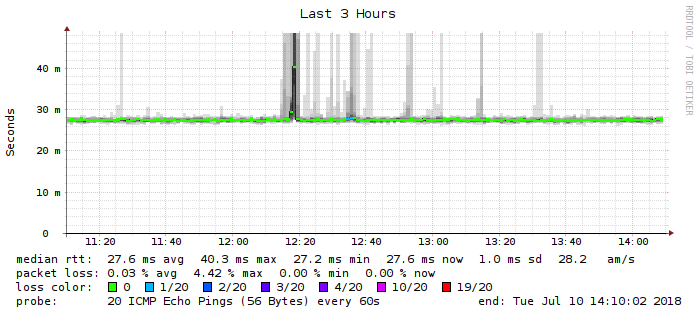 Last 3 Hours
RRDTOOL / TOBI OETIKER
Seconds
40 m
30 m
20 m
10 m
0
11:20 11:40 12:00 12:20 12:40 13:00 13:20 13:40 14:00
median rtt: 27.6 ms avg 40.3 ms max 27.2 ms min 27.6 ms now 1.0 ms sd 28.2 am/s
packet loss: 0.03 % avg 4.42 % max 0.00 % min 0.00 % now
loss color: 0 1/20 2/20 3/20 4/20 10/20 19/20
probe: 20 ICMP Echo Pings (56 Bytes) every 60s end: Tue Jul 10 14:10:02 2018